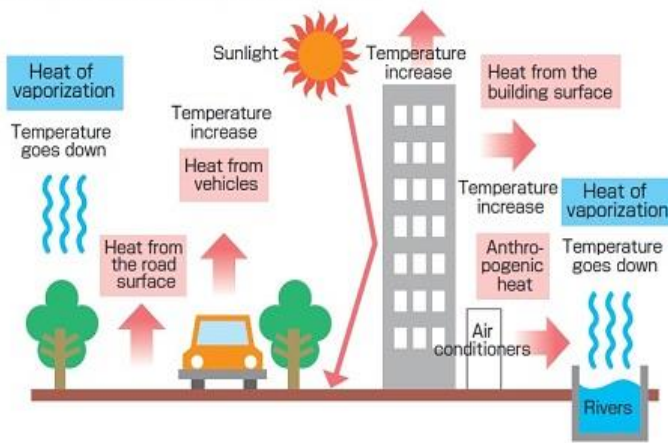 Heat of
vaporization
Temperature
goes down
Sunlight
Temperature
increase
Heat from
vehicles
Heat from
the road
surface
Temperature
increase
Heat from the
building surface
Temperature
increase
Anthro-
pogenic
heat
Air
conditioners
Heat of
vaporization
Temperature
goes down
Rivers